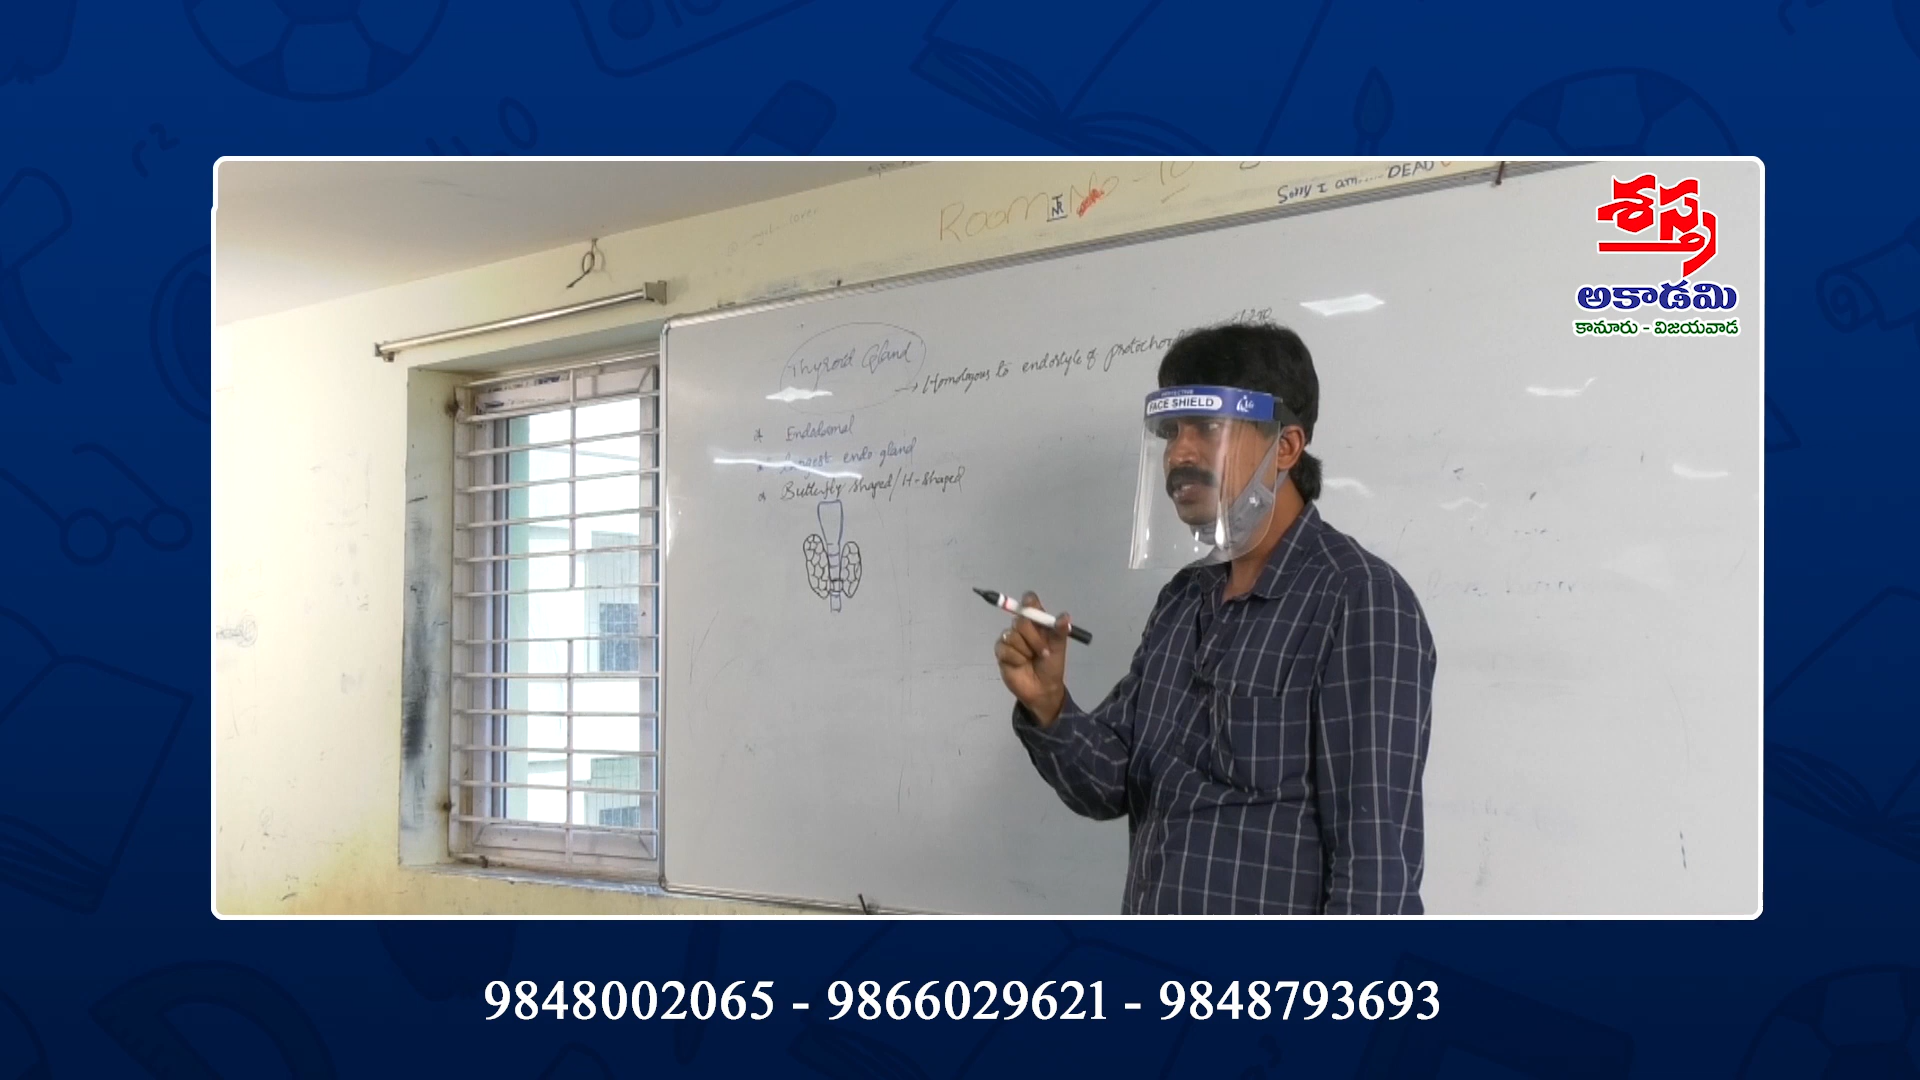 Room No - 10
Sorry I am..... DEAD
శస్త్ర
అకాడమి
కానూరు - విజయవాడ
Thyroid Gland
→ Homologous to endostyle of
FACE SHIELD
* Endodermal
* Largest endo gland
* Butterfly shaped/H-shaped
9848002065 - 9866029621 - 9848793693